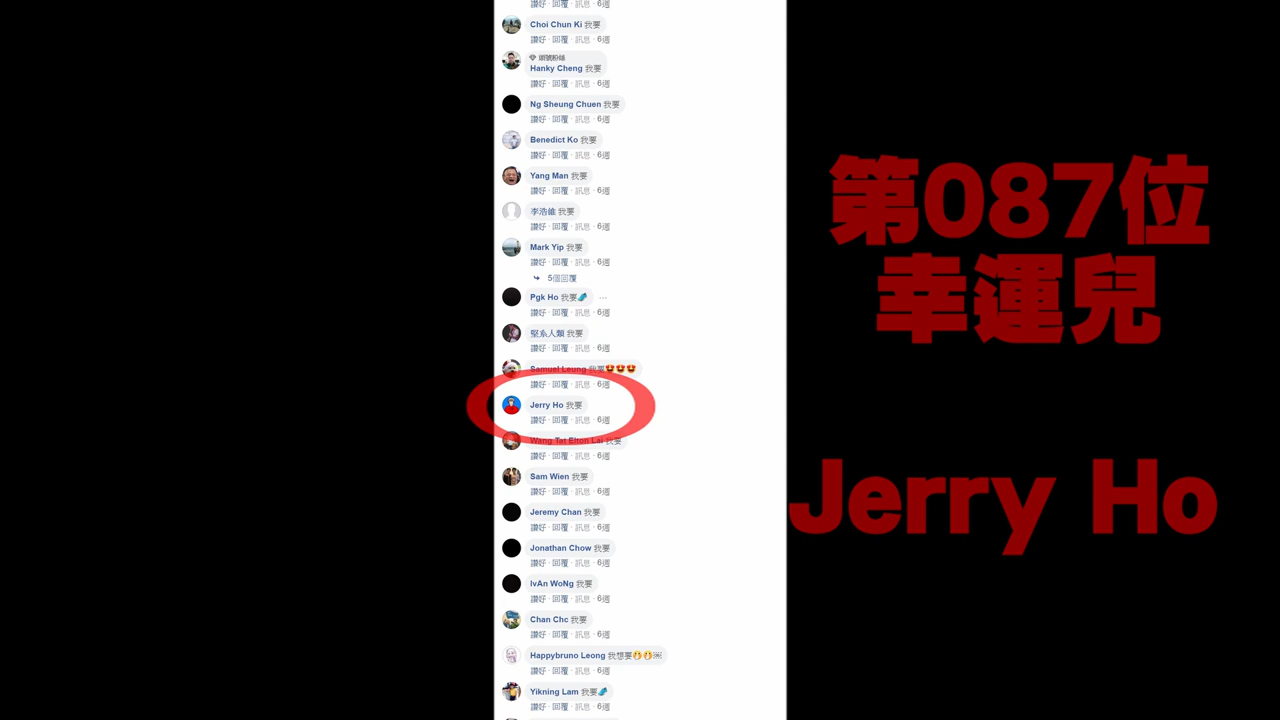 讚好 · 回覆 · 訊息 · 6週
Choi Chun Ki 我要
讚好 · 回覆 · 訊息 · 6週
頭號粉絲
Hanky Cheng 我要
讚好 · 回覆 · 訊息 · 6週
Ng Sheung Chuen 我要
讚好 · 回覆 · 訊息 · 6週
Benedict Ko 我要
讚好 · 回覆 · 訊息 · 6週
Yang Man 我要
讚好 · 回覆 · 訊息 · 6週
李浩維 我要
讚好 · 回覆 · 訊息 · 6週
Mark Yip 我要
讚好 · 回覆 · 訊息 · 6週
5個回覆
Pgk Ho 我要
讚好 · 回覆 · 訊息 · 6週
堅系人類 我要
讚好 · 回覆 · 訊息 · 6週
Samuel Leung 我要🤩🤩🤩
讚好 · 回覆 · 訊息 · 6週
Jerry Ho 我要
讚好 · 回覆 · 訊息 · 6週
Wang Tat Elton Lai 我要
讚好 · 回覆 · 訊息 · 6週
Sam Wien 我要
讚好 · 回覆 · 訊息 · 6週
Jeremy Chan 我要
讚好 · 回覆 · 訊息 · 6週
Jonathan Chow 我要
讚好 · 回覆 · 訊息 · 6週
IvAn WoNg 我要
讚好 · 回覆 · 訊息 · 6週
Chan Chc 我要
讚好 · 回覆 · 訊息 · 6週
Happybruno Leong 我想要🤭🤭
讚好 · 回覆 · 訊息 · 6週
Yikning Lam 我要
讚好 · 回覆 · 訊息 · 6週
第087位
幸運兒
Jerry Ho